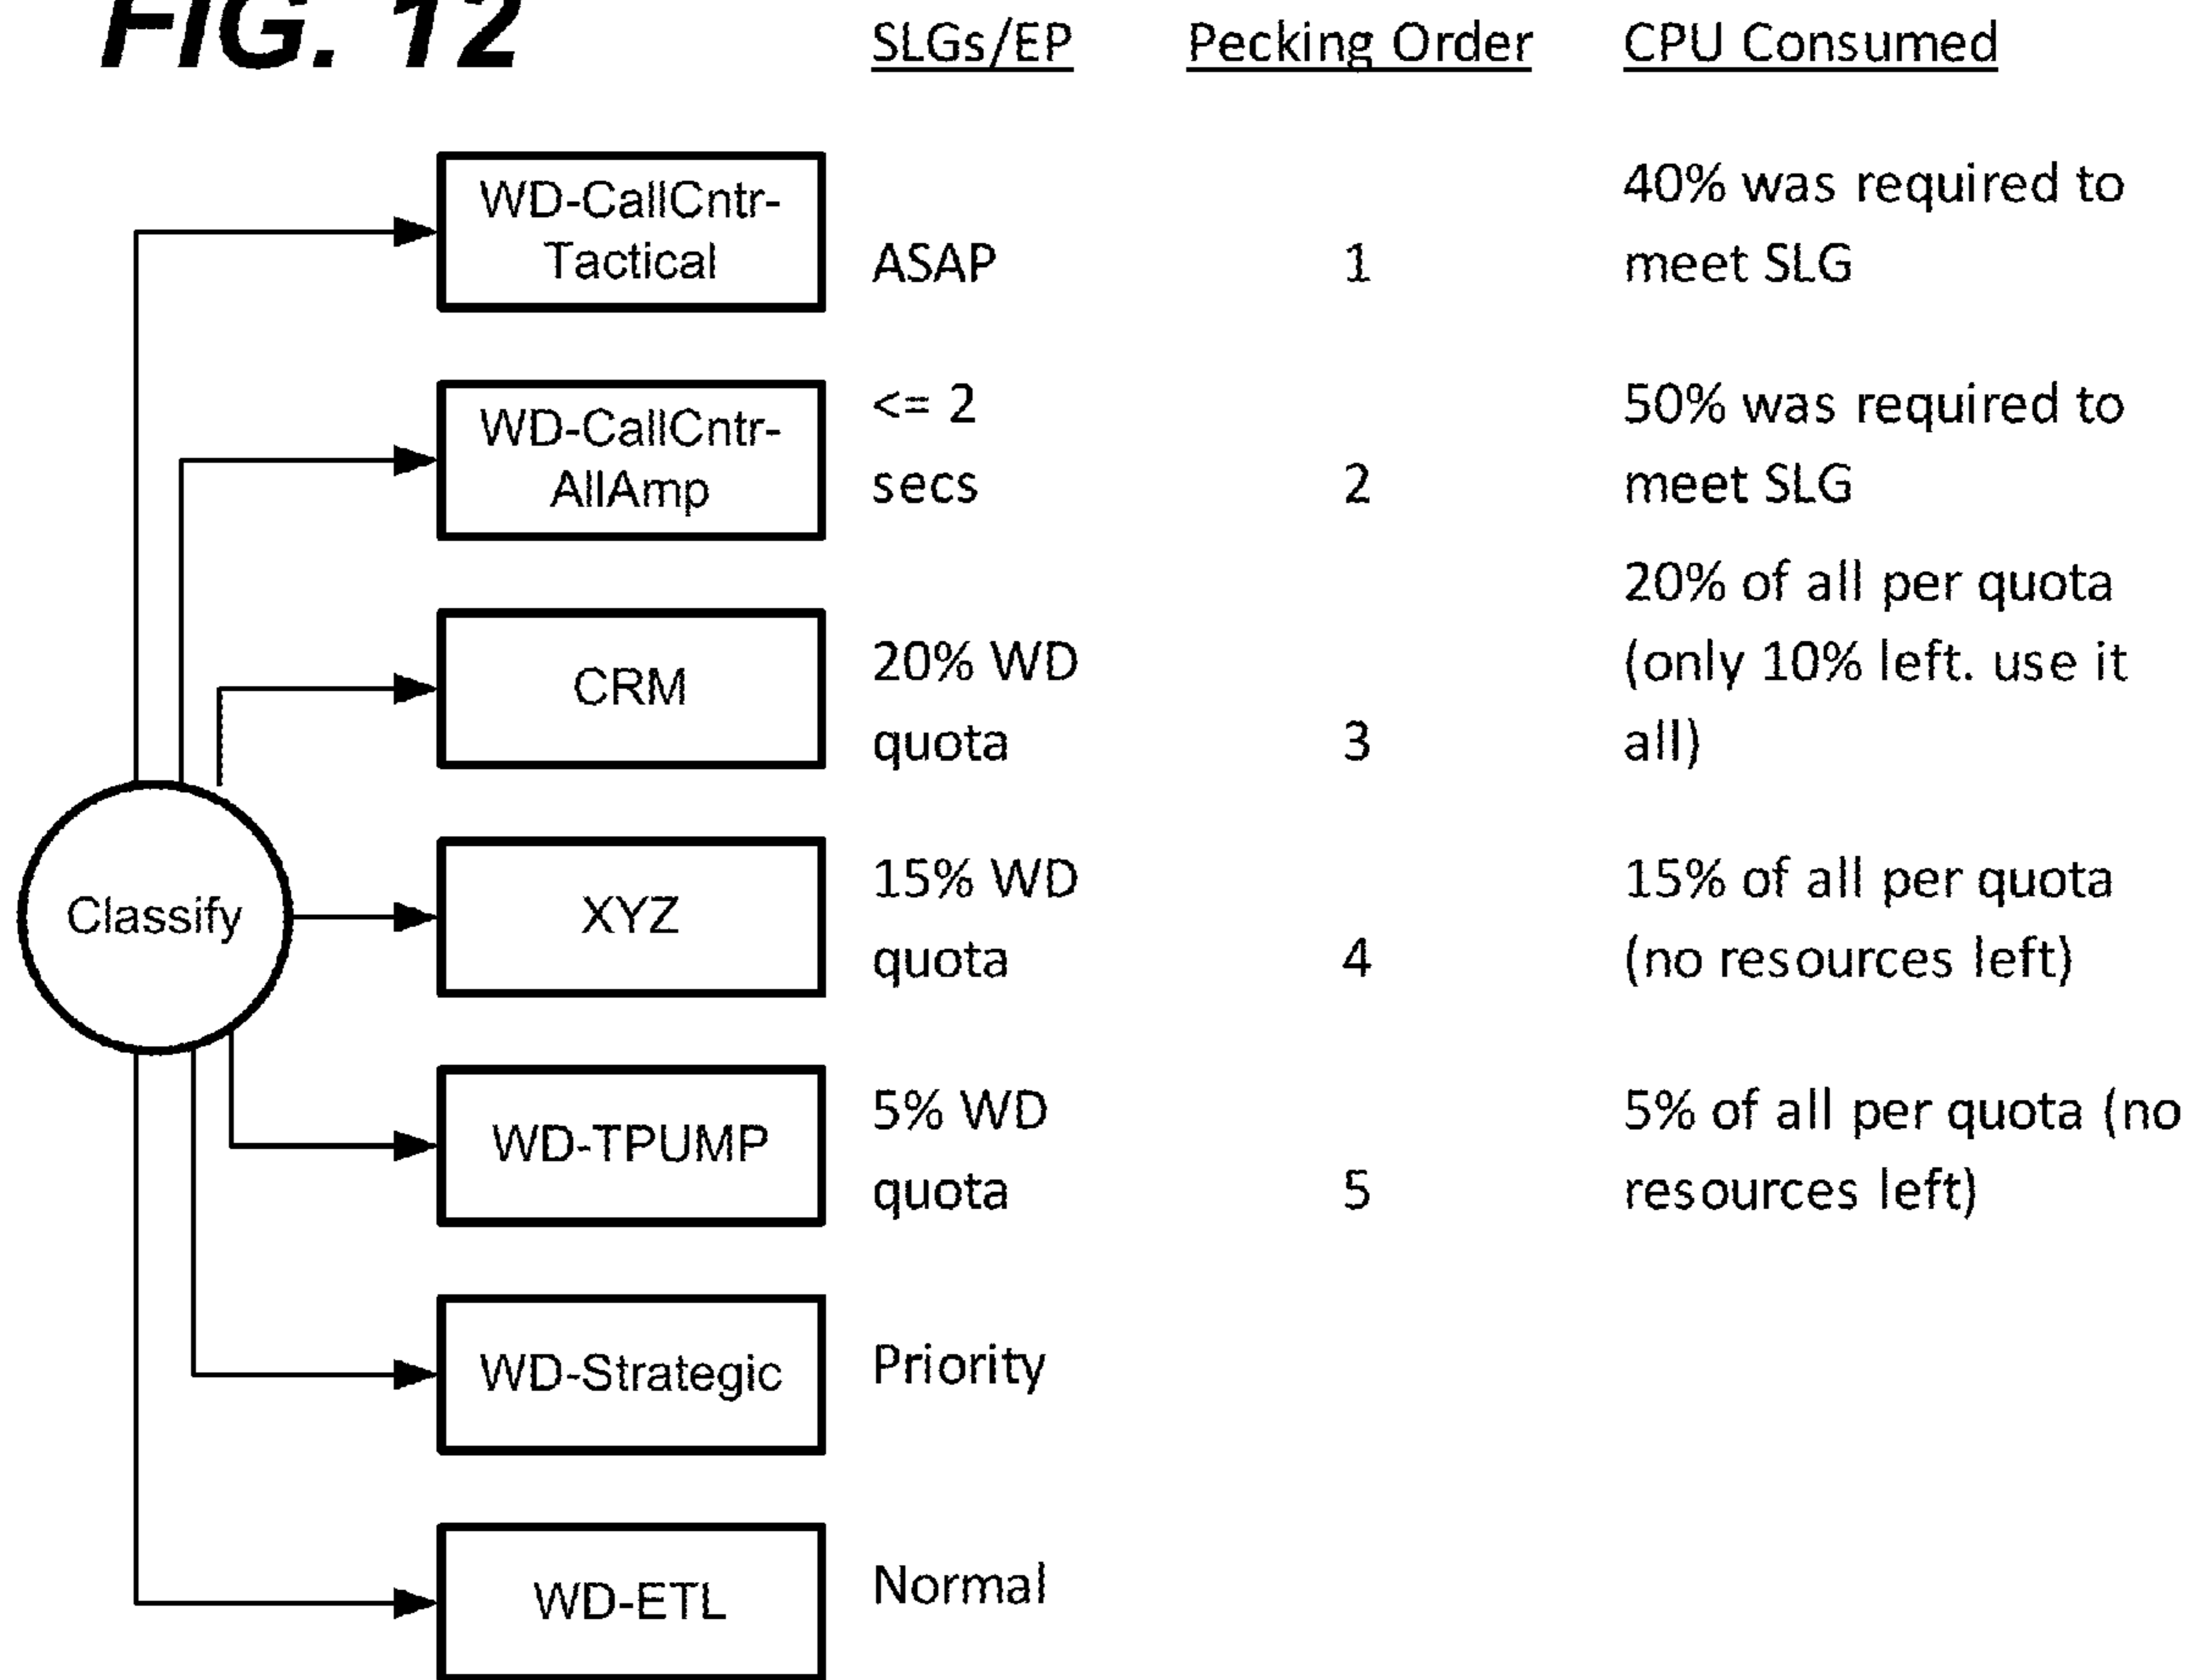 FIG. 12
SLGs/EP Pecking Order CPU Consumed
WD-CallCntr-
Tactical
ASAP
1
40% was required to
meet SLG
WD-CallCntr-
AllAmp
<= 2
secs
2
50% was required to
meet SLG
CRM
20% WD
quota
3
20% of all per quota
(only 10% left. use it
all)
Classify
XYZ
15% WD
quota
4
15% of all per quota
(no resources left)
WD-TPUMP
5% WD
quota
5
5% of all per quota (no
resources left)
WD-Strategic
Priority
WD-ETL
Normal